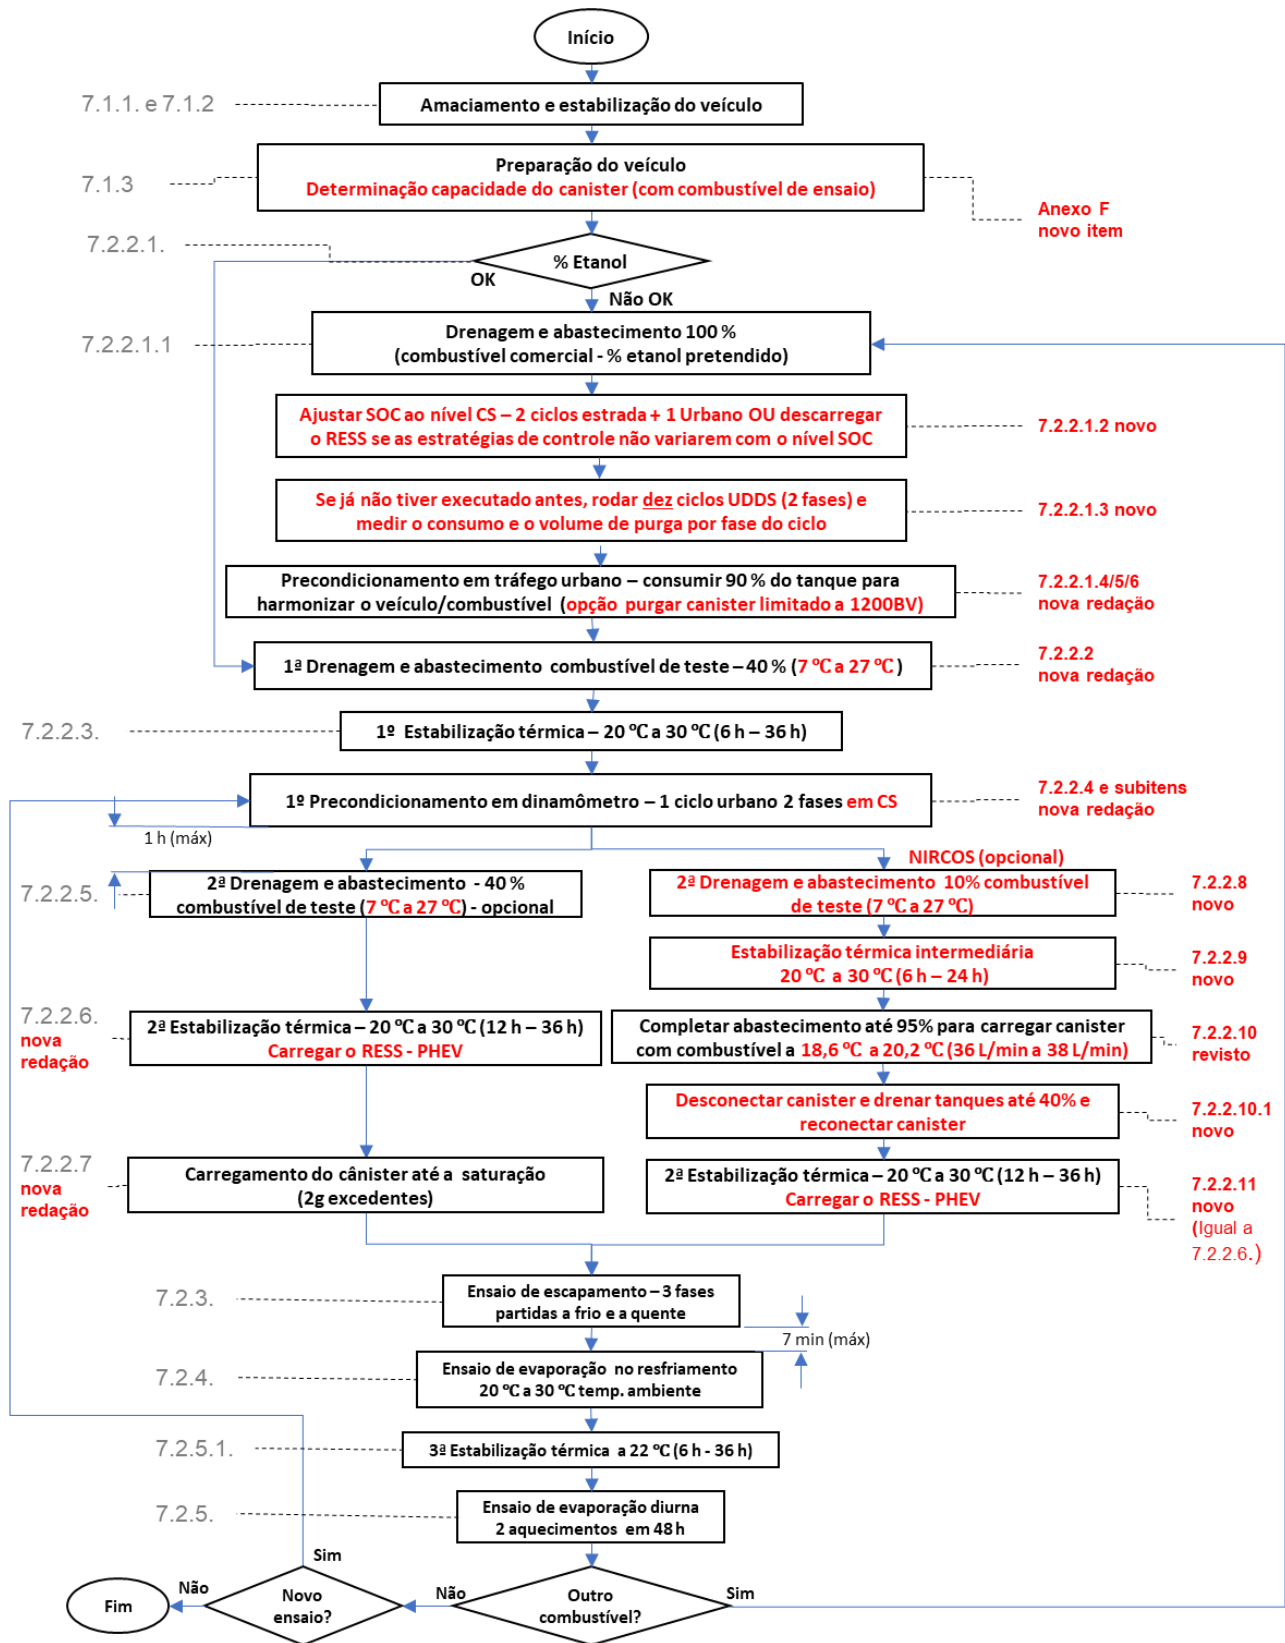 Início
7.1.1. e 7.1.2
Amaciamento e estabilização do veículo
7.1.3
Preparação do veículo
Determinação capacidade do canister (com combustível de ensaio)
Anexo F
novo item
7.2.2.1.
% Etanol
OK
Não OK
7.2.2.1.1
Drenagem e abastecimento 100 %
(combustível comercial - % etanol pretendido)
Ajustar SOC ao nível CS – 2 ciclos estrada + 1 Urbano OU descarregar
o RESS se as estratégias de controle não variarem com o nível SOC
7.2.2.1.2 novo
Se já não tiver executado antes, rodar dez ciclos UDDS (2 fases) e
medir o consumo e o volume de purga por fase do ciclo
7.2.2.1.3 novo
Precondicionamento em tráfego urbano – consumir 90 % do tanque para
harmonizar o veículo/combustível (opção purgar canister limitado a 1200BV)
7.2.2.1.4/5/6
nova redação
1ª Drenagem e abastecimento combustível de teste – 40 % (7 ℃ a 27 ℃ )
7.2.2.2
nova redação
7.2.2.3.
1º Estabilização térmica – 20 ℃ a 30 ℃ (6 h – 36 h)
1º Precondicionamento em dinamômetro – 1 ciclo urbano 2 fases em CS
7.2.2.4 e subitens
nova redação
1 h (máx)
NIRCOS (opcional)
7.2.2.5.
2ª Drenagem e abastecimento - 40 %
combustível de teste (7 ℃ a 27 ℃) - opcional
2ª Drenagem e abastecimento 10% combustível
de teste (7 ℃ a 27 ℃)
7.2.2.8
novo
Estabilização térmica intermediária
20 ℃ a 30 ℃ (6 h – 24 h)
7.2.2.9
novo
7.2.2.6.
nova
redação
2ª Estabilização térmica – 20 ℃ a 30 ℃ (12 h – 36 h)
Carregar o RESS - PHEV
Completar abastecimento até 95% para carregar canister
com combustível a 18,6 ℃ a 20,2 ℃ (36 L/min a 38 L/min)
7.2.2.10
revisto
Desconectar canister e drenar tanques até 40% e
reconectar canister
7.2.2.10.1
novo
7.2.2.7
nova
redação
Carregamento do cânister até a saturação
(2g excedentes)
2ª Estabilização térmica – 20 ℃ a 30 ℃ (12 h – 36 h)
Carregar o RESS - PHEV
7.2.2.11
novo
(Igual a
7.2.2.6.)
7.2.3.
Ensaio de escapamento – 3 fases
partidas a frio e a quente
7 min (máx)
7.2.4.
Ensaio de evaporação no resfriamento
20 ℃ a 30 ℃ temp. ambiente
7.2.5.1.
3ª Estabilização térmica a 22 ℃ (6 h - 36 h)
7.2.5.
Ensaio de evaporação diurna
2 aquecimentos em 48 h
Sim
Não
Não
Sim
Fim
Novo
ensaio?
Outro
combustível?